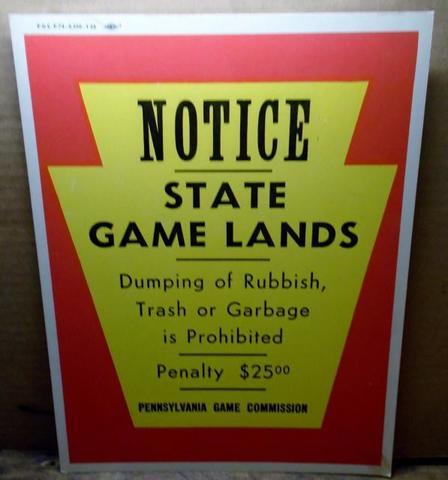 NOTICE
STATE
GAME LANDS
Dumping of Rubbish,
Trash or Garbage
is Prohibited
Penalty $25⁰⁰
PENNSYLVANIA GAME COMMISSION